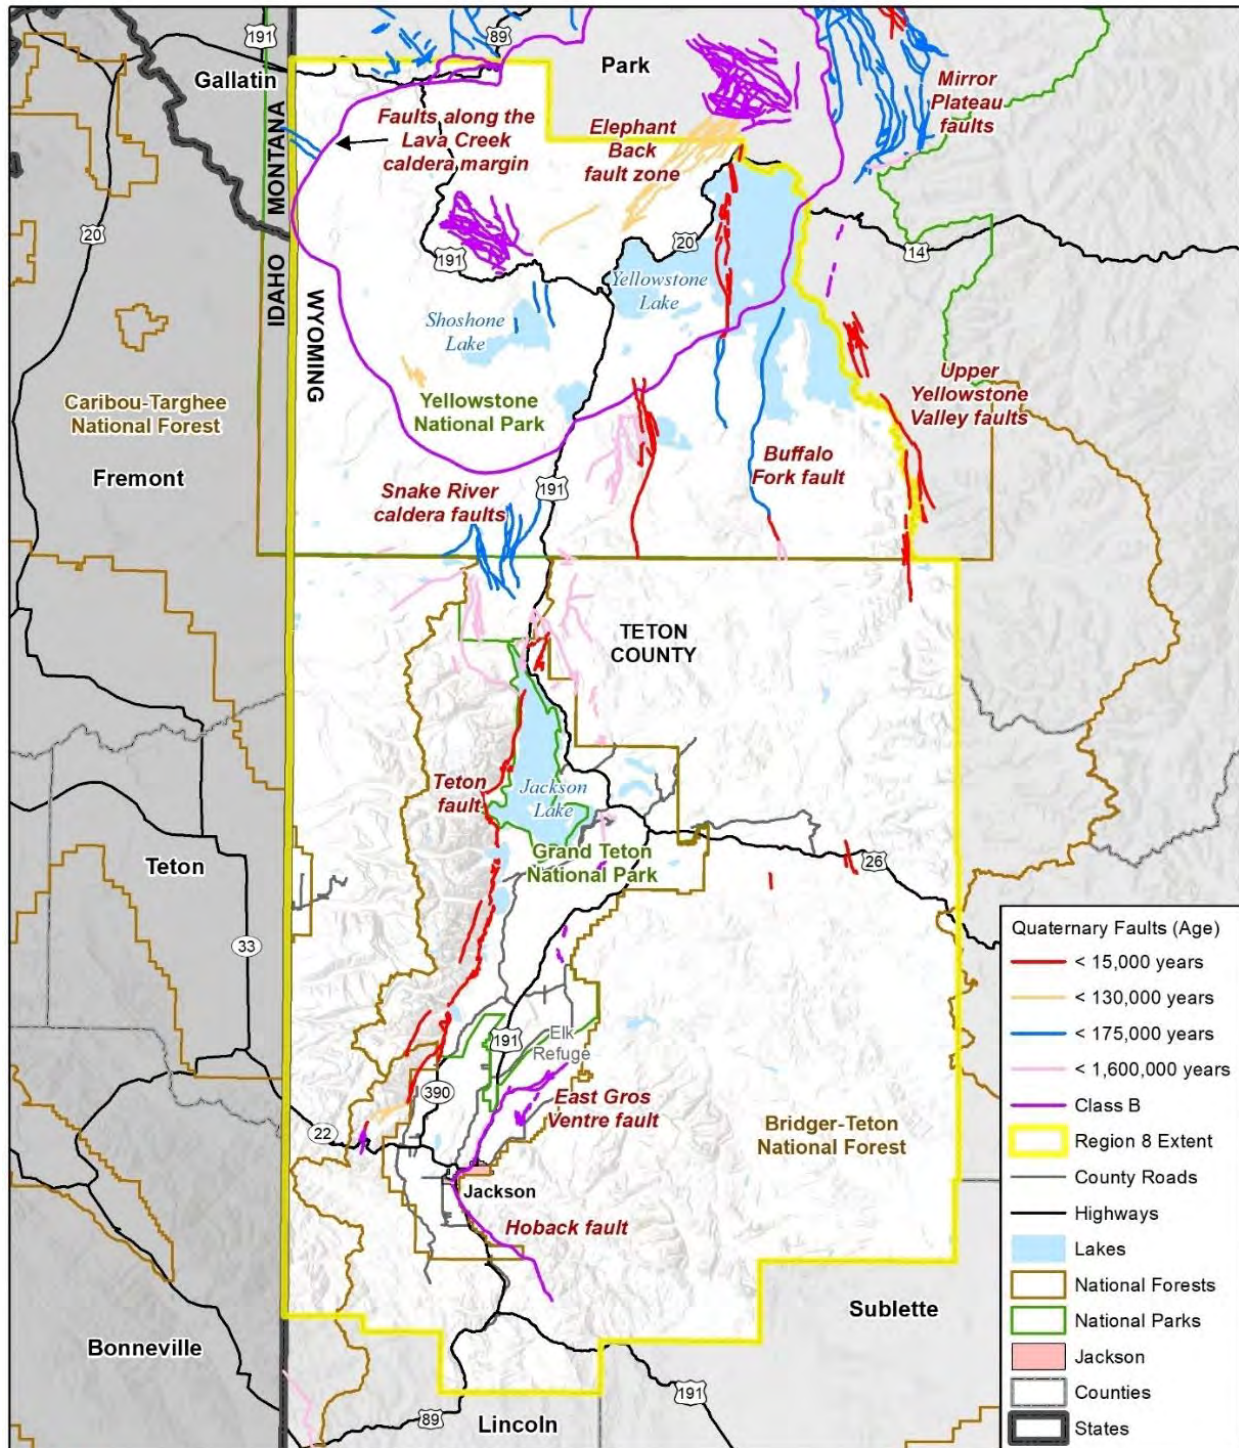 191
89
Gallatin
Park
Mirror
Plateau
faults
Faults along the
Lava Creek
caldera margin
Elephant
Back
fault zone
MONTANA
IDAHO
WYOMING
20
191
20
14
Yellowstone
Lake
Shoshone
Lake
Caribou-Targhee
National Forest
Yellowstone
National Park
Upper
Yellowstone
Valley faults
Fremont
Buffalo
Fork fault
Snake River
caldera faults
191
TETON
COUNTY
Teton
fault
Jackson
Lake
Grand Teton
National Park
Teton
26
33
191
Elk
Refuge
390
East Gros
Ventre fault
22
Bridger-Teton
National Forest
Jackson
Hoback fault
Sublette
Bonneville
191
89
Lincoln
Quaternary Faults (Age)
< 15,000 years
< 130,000 years
< 175,000 years
< 1,600,000 years
Class B
Region 8 Extent
County Roads
Highways
Lakes
National Forests
National Parks
Jackson
Counties
States